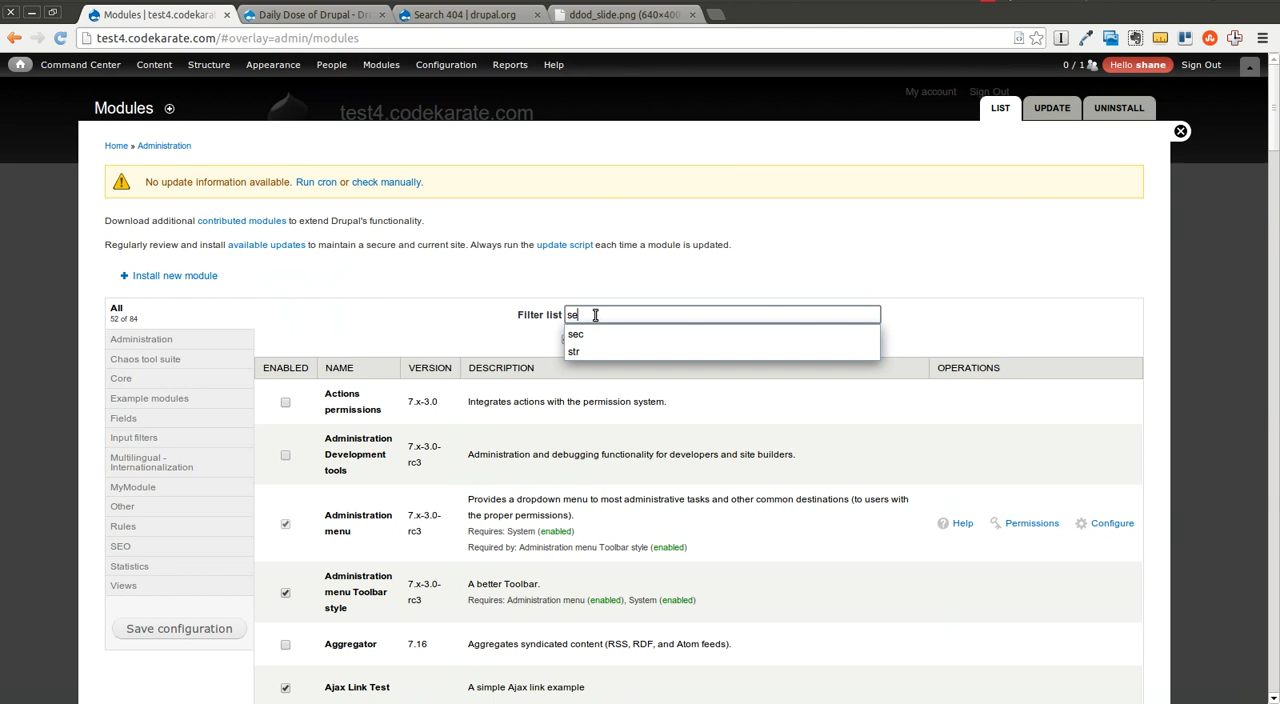 Modules | test4.codekara
Daily Dose of Drupal - Dr
Search 404 | drupal.org
ddod_slide.png (640×400
test4.codekarate.com/#overlay=admin/modules
Command Center Content Structure Appearance People Modules Configuration Reports Help 0 / 1 Hello shane Sign Out
My account Sign Out
Modules
test4.codekarate.com
LIST UPDATE UNINSTALL
Home » Administration
No update information available. Run cron or check manually.
Download additional contributed modules to extend Drupal's functionality.
Regularly review and install available updates to maintain a secure and current site. Always run the update script each time a module is updated.
Install new module
All
52 of 84
Administration
Chaos tool suite
Core
Example modules
Fields
Input filters
Multilingual -
Internationalization
MyModule
Other
Rules
SEO
Statistics
Views
Save configuration
Filter list se
sec
str
ENABLED NAME VERSION DESCRIPTION OPERATIONS
Actions
permissions
7.x-3.0
Integrates actions with the permission system.
Administration
Development
tools
7.x-3.0-
rc3
Administration and debugging functionality for developers and site builders.
Administration
menu
7.x-3.0-
rc3
Provides a dropdown menu to most administrative tasks and other common destinations (to users with
the proper permissions).
Requires: System (enabled)
Required by: Administration menu Toolbar style (enabled)
Help Permissions Configure
Administration
menu Toolbar
style
7.x-3.0-
rc3
A better Toolbar.
Requires: Administration menu (enabled), System (enabled)
Aggregator
7.16
Aggregates syndicated content (RSS, RDF, and Atom feeds).
Ajax Link Test
A simple Ajax link example